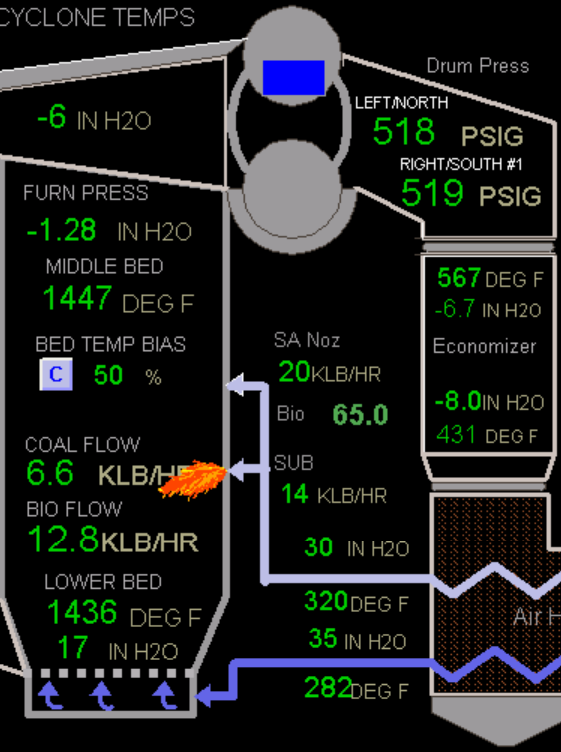 CYCLONE TEMPS
Drum Press
-6 IN H2O
LEFT/NORTH
518 PSIG
RIGHT/SOUTH #1
519 PSIG
FURN PRESS
-1.28 IN H2O
MIDDLE BED
1447 DEG F
567 DEG F
-6.7 IN H2O
Economizer
-8.0 IN H2O
431 DEG F
BED TEMP BIAS
C 50 %
SA Noz
20 KLB/HR
Bio 65.0
COAL FLOW
6.6 KLB/HR
SUB
14 KLB/HR
BIO FLOW
12.8 KLB/HR
30 IN H2O
LOWER BED
1436 DEG F
17 IN H2O
320 DEG F
35 IN H2O
282 DEG F
Air H